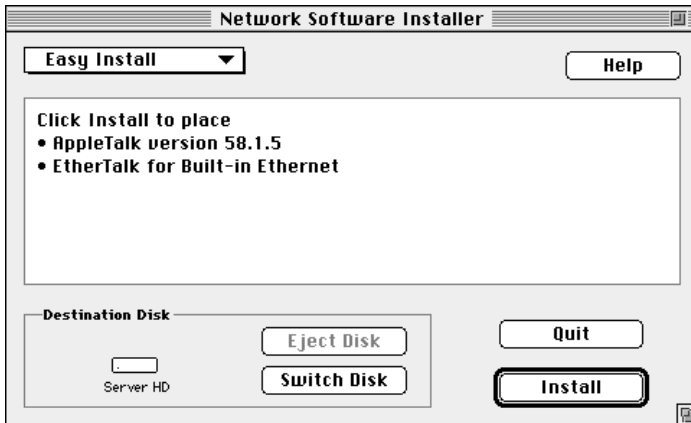 Network Software Installer
Easy Install
Help
Click Install to place
• AppleTalk version 58.1.5
• EtherTalk for Built-in Ethernet
Destination Disk
Eject Disk
Quit
Server HD
Switch Disk
Install